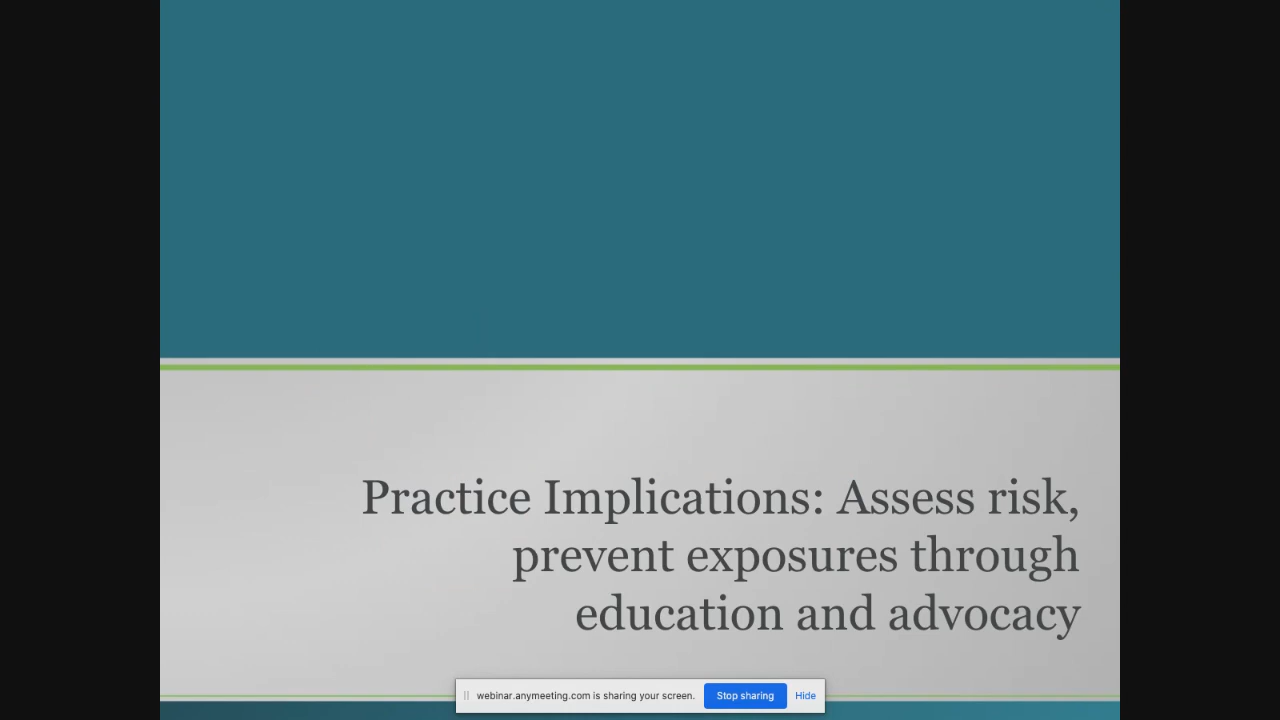 Practice Implications: Assess risk,
prevent exposures through
education and advocacy
webinar.anymeeting.com is sharing your screen. Stop sharing Hide